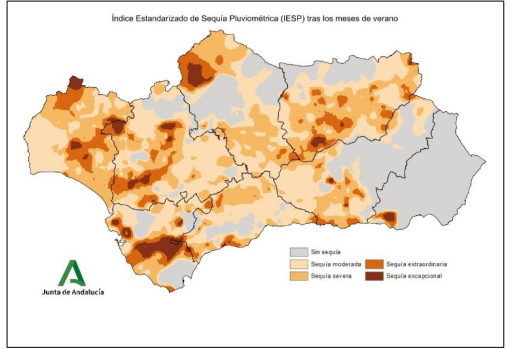 Índice Estandarizado de Sequía Pluviométrica (IESP) tras los meses de verano
Sin sequía
Sequía moderada
Sequía severa
Sequía extraordinaria
Sequía excepcional
Junta de Andalucía